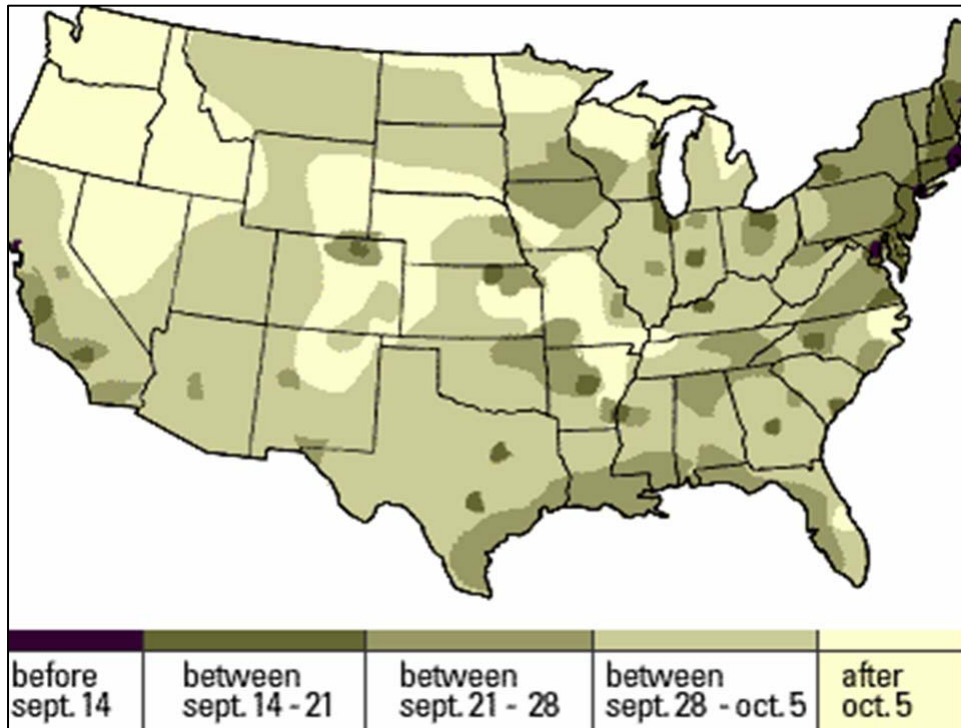 before
sept. 14
between
sept. 14 - 21
between
sept. 21 - 28
between
sept. 28 - oct. 5
after
oct. 5